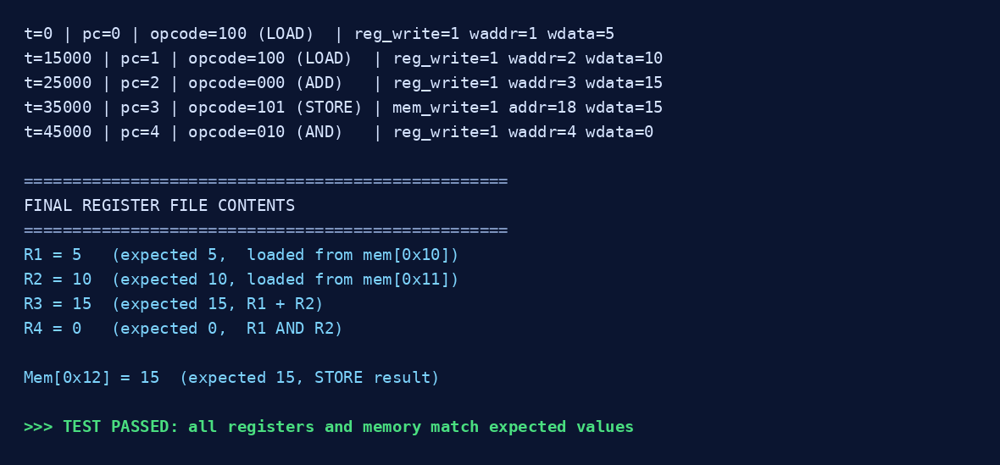 t=0 | pc=0 | opcode=100 (LOAD)  | reg_write=1 waddr=1 wdata=5
t=15000 | pc=1 | opcode=100 (LOAD)  | reg_write=1 waddr=2 wdata=10
t=25000 | pc=2 | opcode=000 (ADD)   | reg_write=1 waddr=3 wdata=15
t=35000 | pc=3 | opcode=101 (STORE) | mem_write=1 addr=18 wdata=15
t=45000 | pc=4 | opcode=010 (AND)   | reg_write=1 waddr=4 wdata=0
==================================================
FINAL REGISTER FILE CONTENTS
==================================================
R1 = 5   (expected 5,  loaded from mem[0x10])
R2 = 10  (expected 10, loaded from mem[0x11])
R3 = 15  (expected 15, R1 + R2)
R4 = 0   (expected 0,  R1 AND R2)
Mem[0x12] = 15  (expected 15, STORE result)
>>> TEST PASSED: all registers and memory match expected values